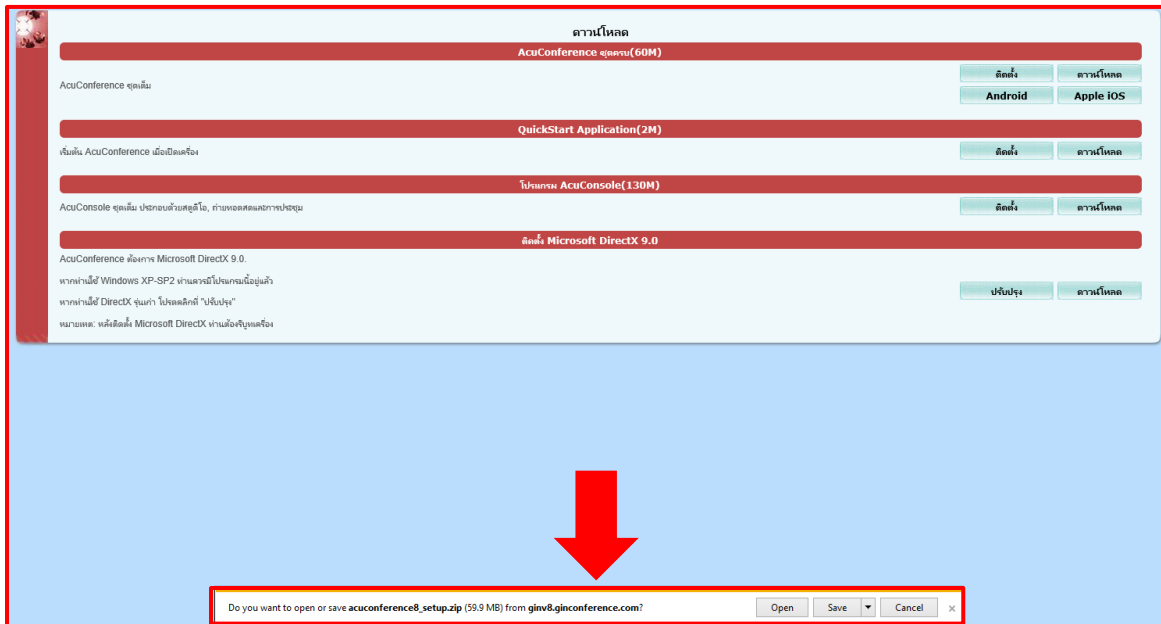 ดาวน์โหลด
AcuConference ชุดครบ(60M)
AcuConference ชุดเต็ม
ติดตั้ง ดาวน์โหลด
Android Apple iOS
QuickStart Application(2M)
เริ่มต้น AcuConference เมื่อเปิดเครื่อง
ติดตั้ง ดาวน์โหลด
โปรแกรม AcuConsole(130M)
AcuConsole ชุดเต็ม ประกอบด้วยสตูดิโอ, ถ่ายทอดสดและการประชุม
ติดตั้ง ดาวน์โหลด
ติดตั้ง Microsoft DirectX 9.0
AcuConference ต้องการ Microsoft DirectX 9.0.
หากท่านใช้ Windows XP-SP2 ท่านควรมีโปรแกรมนี้อยู่แล้ว
หากท่านใช้ DirectX รุ่นเก่า โปรดคลิกที่ "ปรับปรุง"
หมายเหตุ: หลังติดตั้ง Microsoft DirectX ท่านต้องรีบูทเครื่อง
ปรับปรุง ดาวน์โหลด
Do you want to open or save acuconference8_setup.zip (59.9 MB) from ginv8.ginconference.com?
Open Save Cancel ×